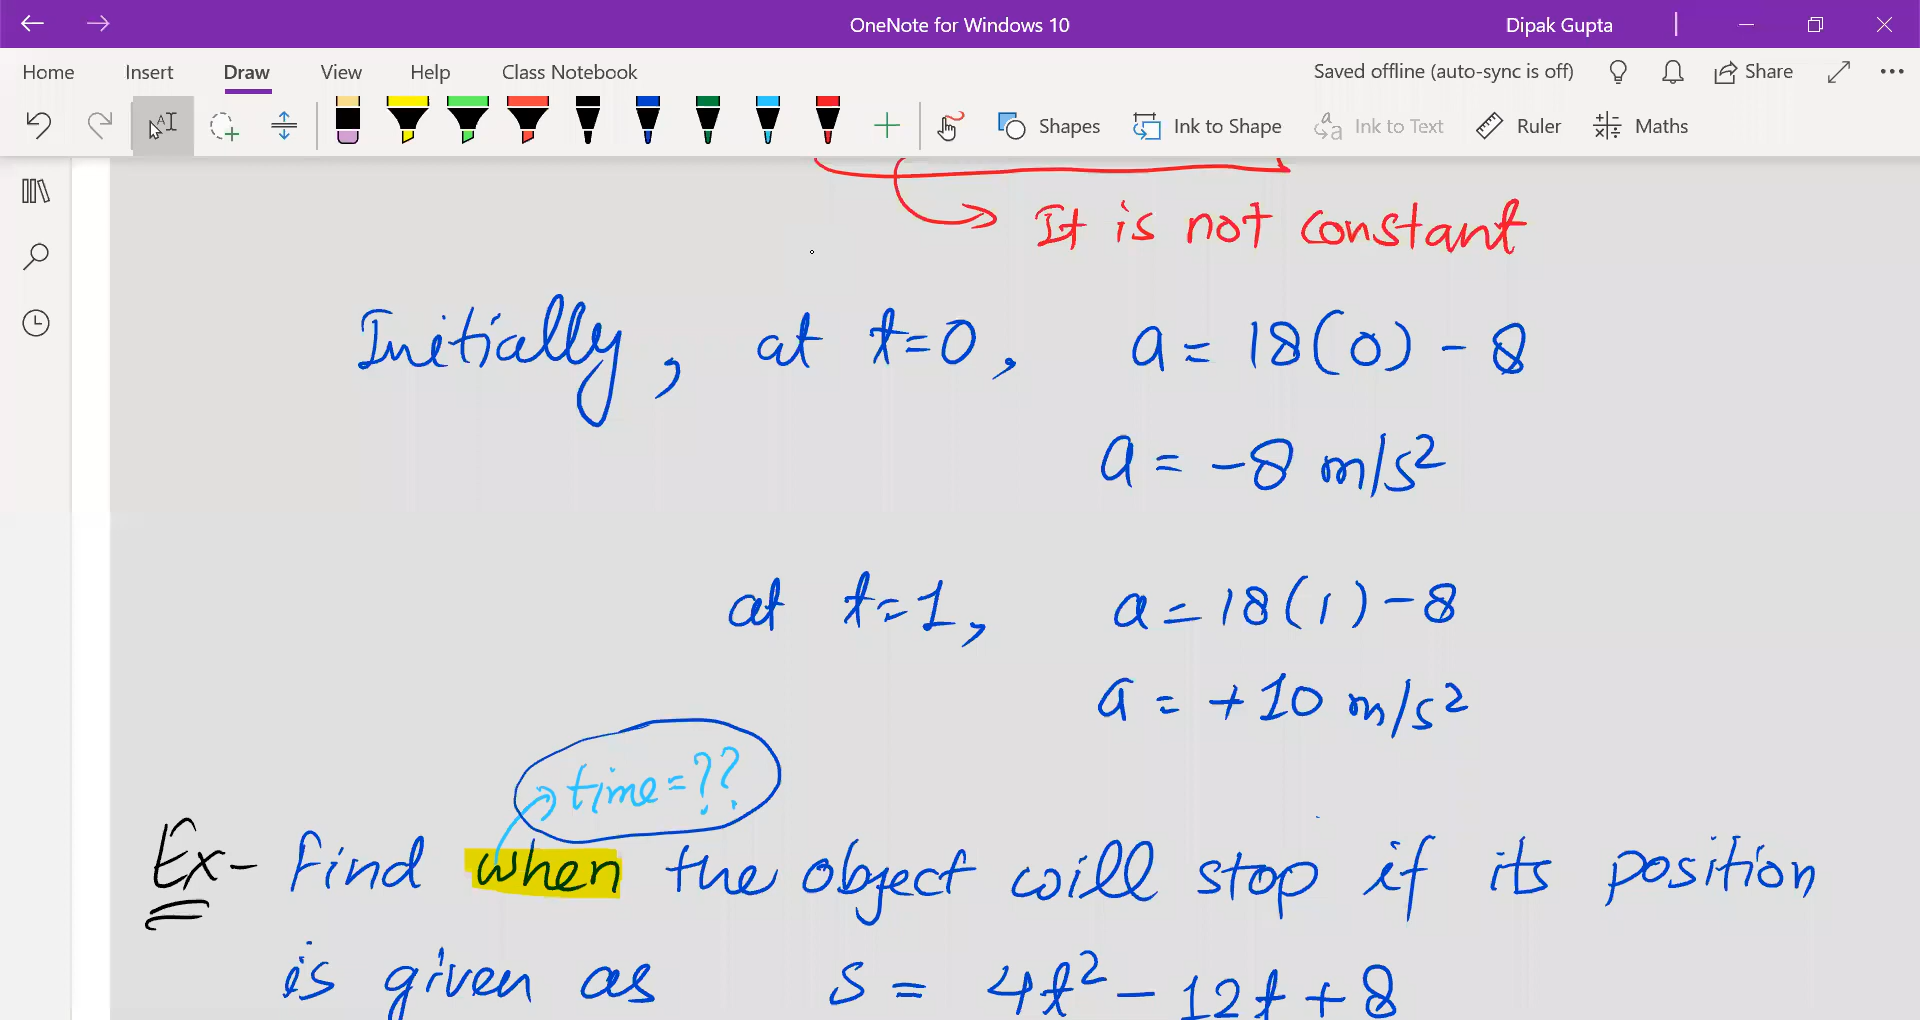 OneNote for Windows 10
Dipak Gupta
Home Insert Draw View Help Class Notebook
Saved offline (auto-sync is off) Share
Shapes Ink to Shape Ink to Text Ruler Maths
It is not constant
Initially, at t=0, a = 18(0) - 8
a = -8 m/s²
at t=1, a = 18(1) - 8
a = +10 m/s²
time = ??
Ex- Find when the object will stop if its position
is given as s = 4t² - 12t + 8